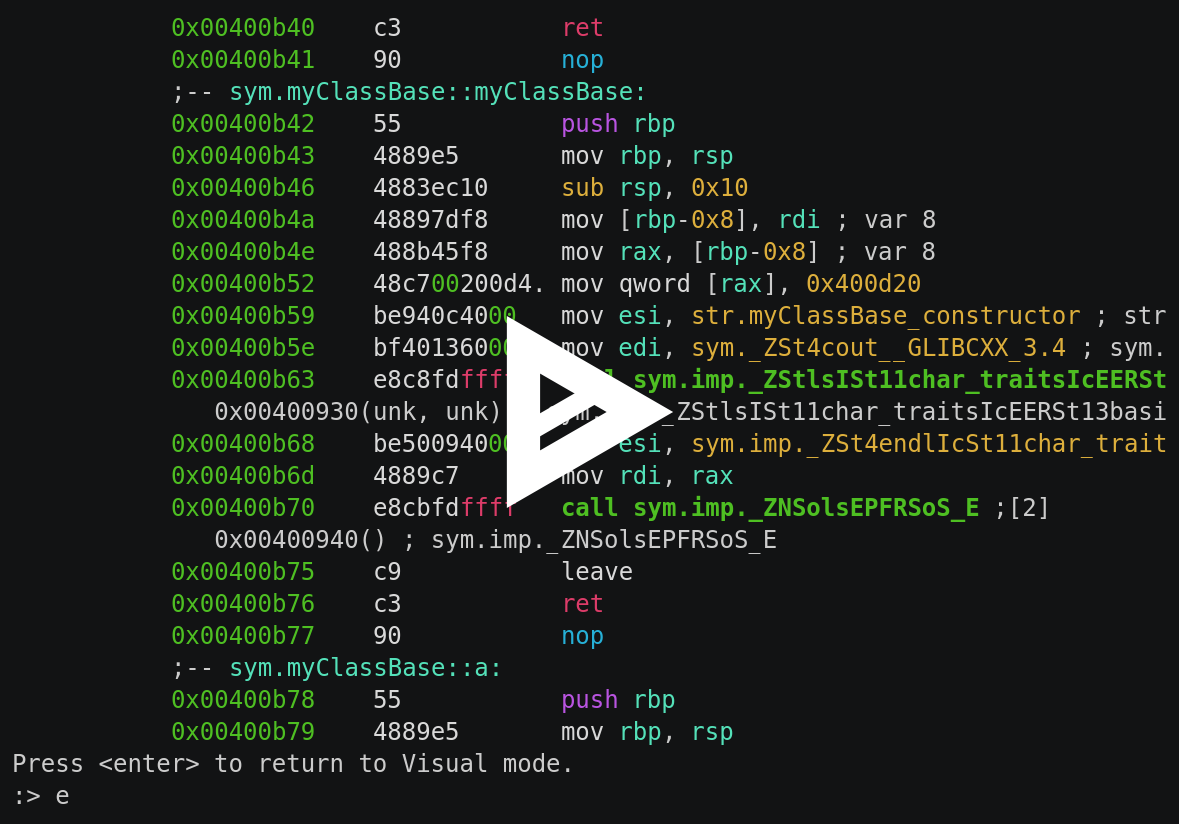 0x00400b40 c3 ret
0x00400b41 90 nop
;-- sym.myClassBase::myClassBase:
0x00400b42 55 push rbp
0x00400b43 4889e5 mov rbp, rsp
0x00400b46 4883ec10 sub rsp, 0x10
0x00400b4a 48897df8 mov [rbp-0x8], rdi ; var 8
0x00400b4e 488b45f8 mov rax, [rbp-0x8] ; var 8
0x00400b52 48c700200d4. mov qword [rax], 0x400d20
0x00400b59 be940c4000 mov esi, str.myClassBase_constructor ; str
0x00400b5e bf40136000 mov edi, sym._ZSt4cout__GLIBCXX_3.4 ; sym.
0x00400b63 e8c8fdffff sym.imp._ZStlsISt11char_traitsIcEERSt
0x00400930(unk, unk) _ZStlsISt11char_traitsIcEERSt13basi
0x00400b68 be50094000 esi, sym.imp._ZSt4endlIcSt11char_trait
0x00400b6d 4889c7 mov rdi, rax
0x00400b70 e8cbfdffff call sym.imp._ZNSolsEPFRSoS_E ;[2]
0x00400940() ; sym.imp._ZNSolsEPFRSoS_E
0x00400b75 c9 leave
0x00400b76 c3 ret
0x00400b77 90 nop
;-- sym.myClassBase::a:
0x00400b78 55 push rbp
0x00400b79 4889e5 mov rbp, rsp
Press <enter> to return to Visual mode.
:> e